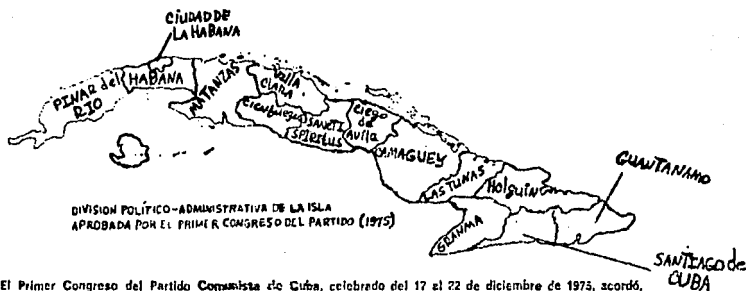 CIUDAD DE
LA HABANA
PINAR del
RIO
HABANA
MATANZAS
Villa
CLARA
Cienfuegos
SANCTI
SPIRITUS
Ciego
de
Avila
CAMAGUEY
LAS TUNAS
Holguin
GRANMA
GUANTANAMO
SANTIAGO de
CUBA
DIVISION POLÍTICO-ADMINISTRATIVA DE LA ISLA
APROBADA POR EL PRIMER CONGRESO DEL PARTIDO (1975)
El Primer Congreso del Partido Comunista de Cuba, celebrado del 17 al 22 de diciembre de 1975, acordó,